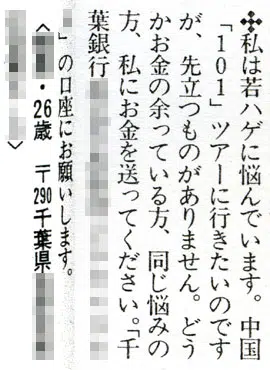 ✣私は若ハゲに悩んでいます。中国
「101」ツアーに行きたいのです
が、先立つものがありません。どう
かお金の余っている方、同じ悩みの
方、私にお金を送ってください。「千
葉銀行
」の口座にお願いします。
〈 ・26歳 〒290千葉県
〉